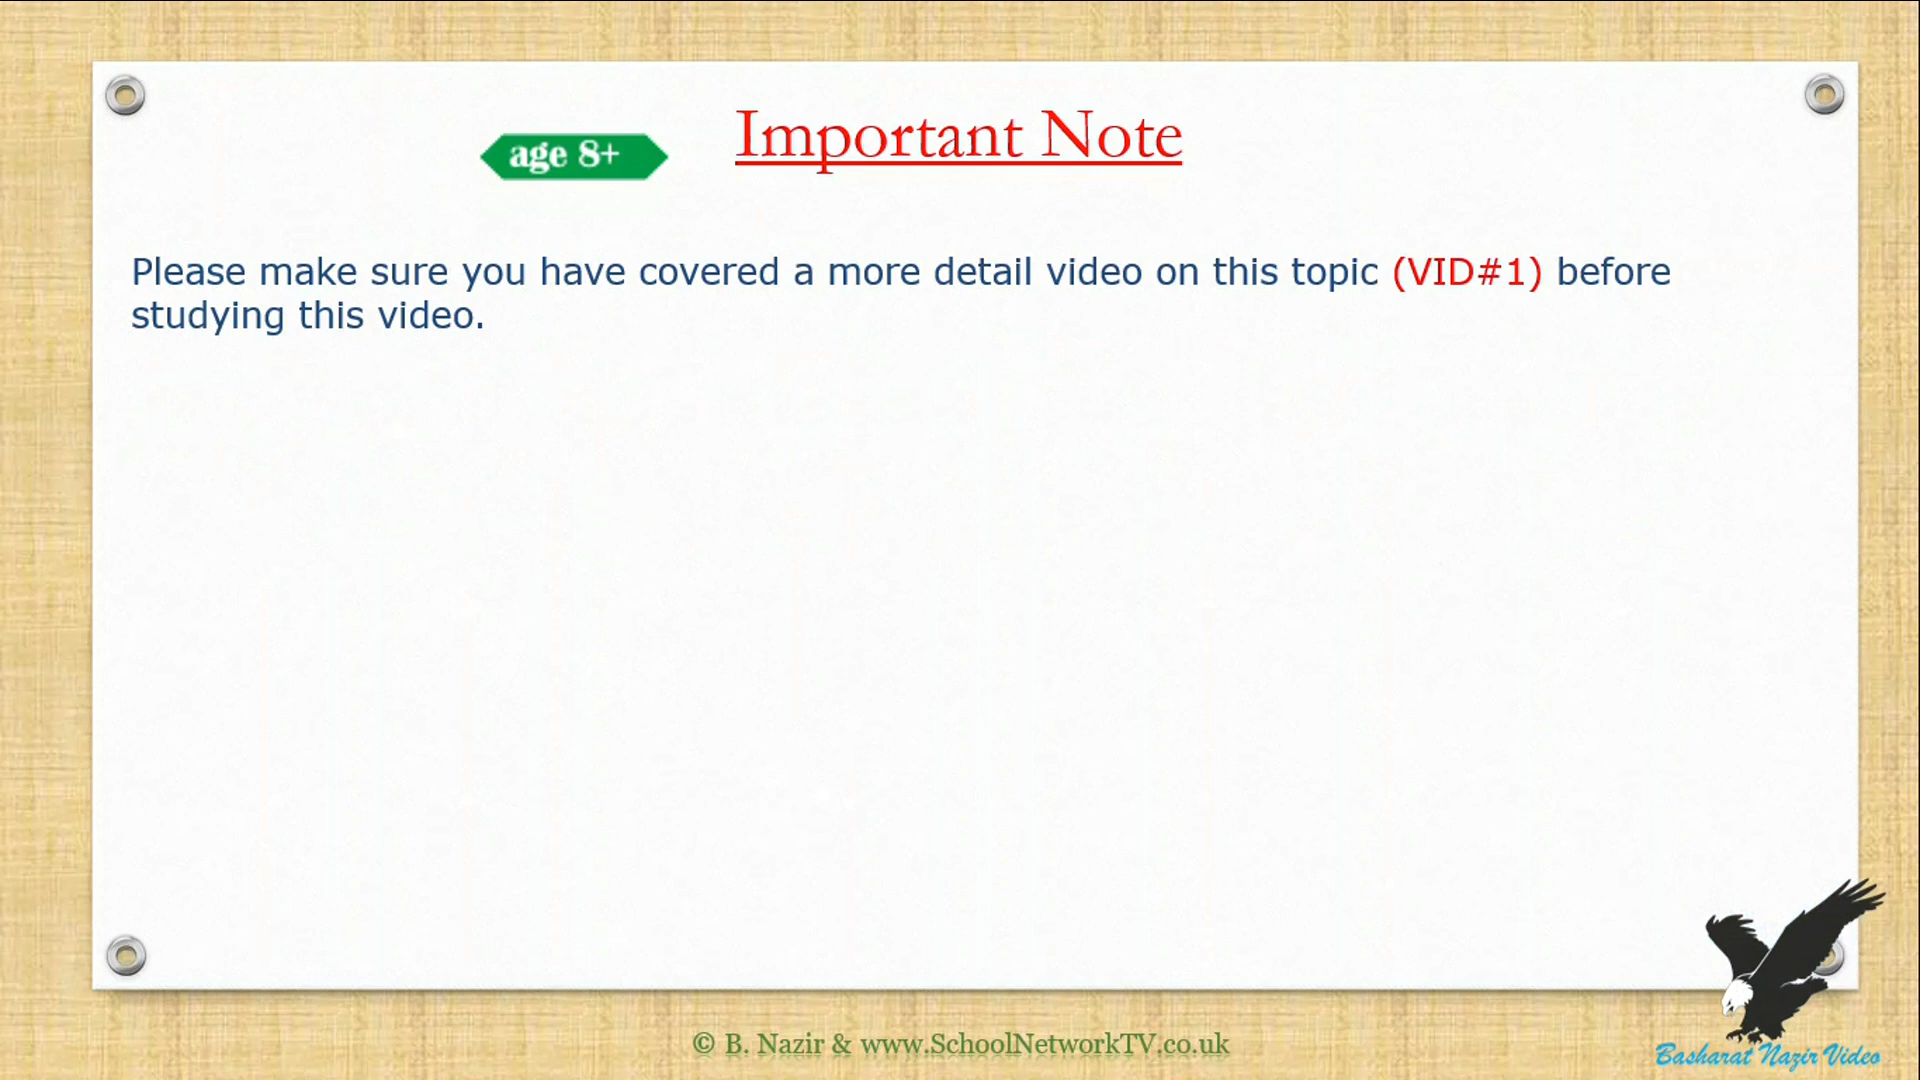 Important Note
age 8+
Please make sure you have covered a more detail video on this topic (VID#1) before
studying this video.
© B. Nazir & www.SchoolNetworkTV.co.uk
Basharat Nazir Video